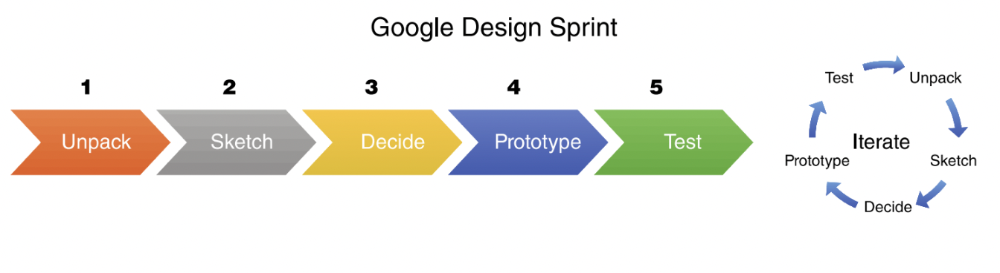 Google Design Sprint
1
2
3
4
5
Unpack
Sketch
Decide
Prototype
Test
Test
Unpack
Iterate
Prototype
Sketch
Decide